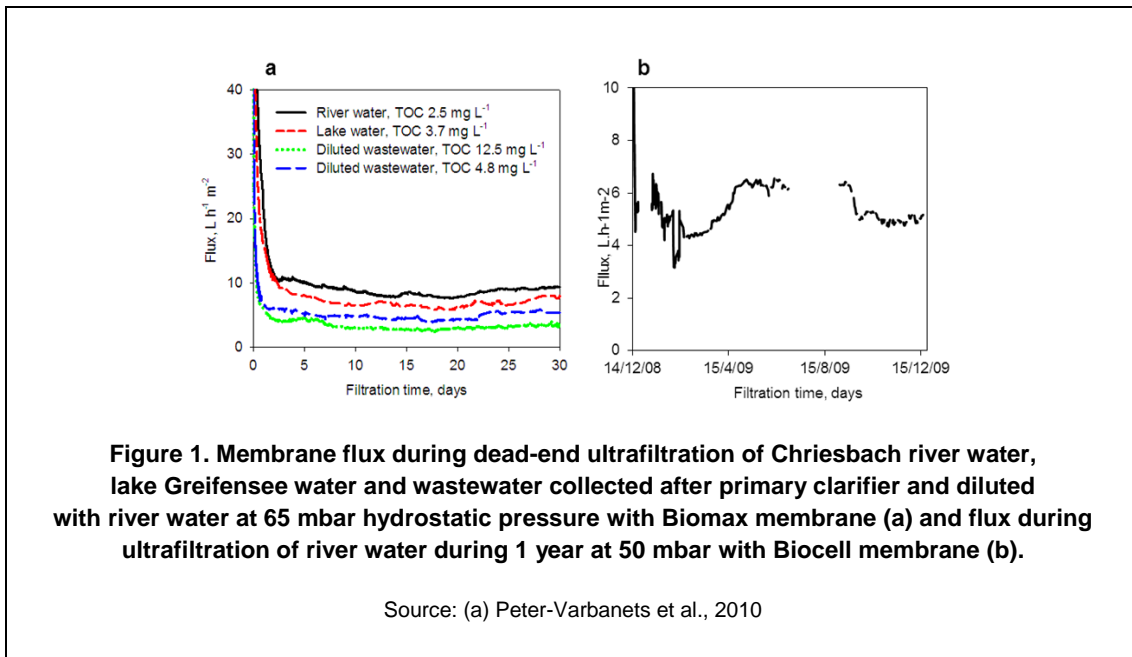 a
40
30
20
10
0
Flux, L h-1 m-2
River water, TOC 2.5 mg L-1
Lake water, TOC 3.7 mg L-1
Diluted wastewater, TOC 12.5 mg L-1
Diluted wastewater, TOC 4.8 mg L-1
0 5 10 15 20 25 30
Filtration time, days
b
10
8
6
4
2
0
Fllux, L.h-1m-2
14/12/08 15/4/09 15/8/09 15/12/09
Filtration time, days
Figure 1. Membrane flux during dead-end ultrafiltration of Chriesbach river water,
lake Greifensee water and wastewater collected after primary clarifier and diluted
with river water at 65 mbar hydrostatic pressure with Biomax membrane (a) and flux during
ultrafiltration of river water during 1 year at 50 mbar with Biocell membrane (b).
Source: (a) Peter-Varbanets et al., 2010